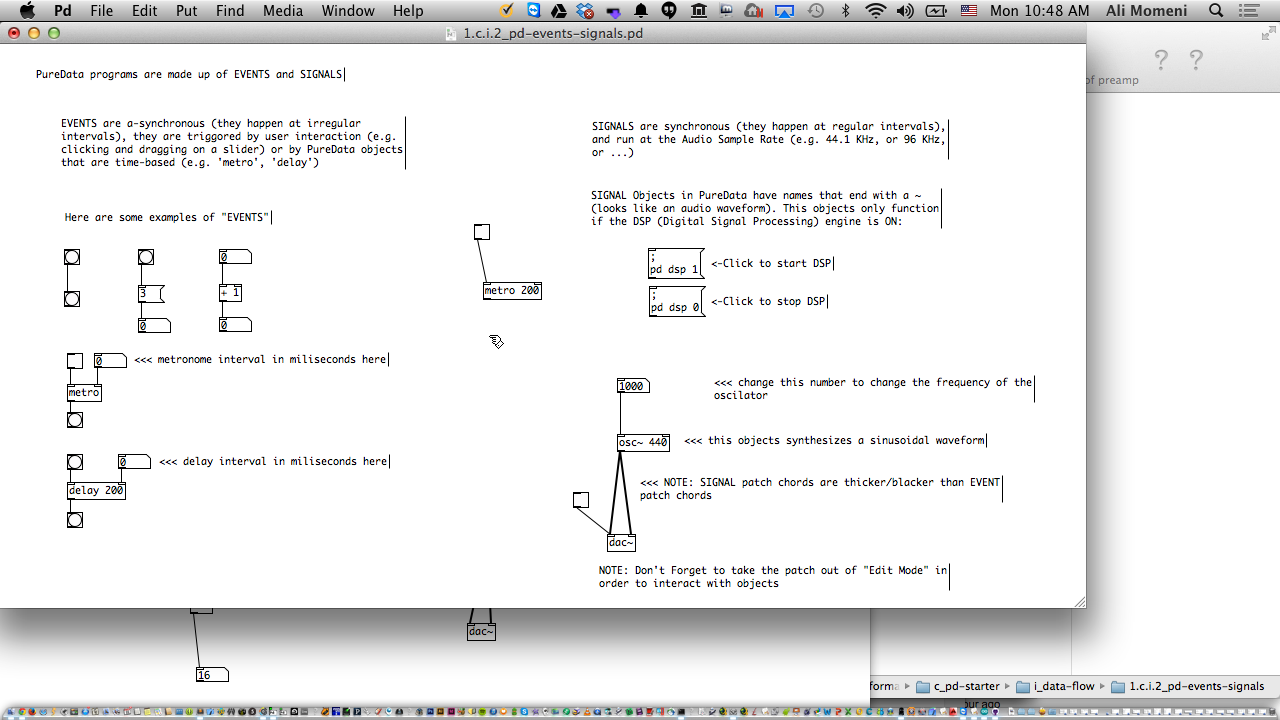 Pd File Edit Put Find Media Window Help Mon 10:48 AM Ali Momeni
1.c.i.2_pd-events-signals.pd
PureData programs are made up of EVENTS and SIGNALS
EVENTS are a-synchronous (they happen at irregular
intervals), they are triggered by user interaction (e.g.
clicking and dragging on a slider) or by PureData objects
that are time-based (e.g. 'metro', 'delay')
Here are some examples of "EVENTS"
3
0
0
+ 1
0
0
<<< metronome interval in miliseconds here
metro
0
<<< delay interval in miliseconds here
delay 200
metro 200
SIGNALS are synchronous (they happen at regular intervals),
and run at the Audio Sample Rate (e.g. 44.1 KHz, or 96 KHz,
or ...)
SIGNAL Objects in PureData have names that end with a ~
(looks like an audio waveform). This objects only function
if the DSP (Digital Signal Processing) engine is ON:
;
pd dsp 1
<-Click to start DSP
;
pd dsp 0
<-Click to stop DSP
1000
<<< change this number to change the frequency of the
oscilator
osc~ 440
<<< this objects synthesizes a sinusoidal waveform
<<< NOTE: SIGNAL patch chords are thicker/blacker than EVENT
patch chords
dac~
NOTE: Don't Forget to take the patch out of "Edit Mode" in
order to interact with objects
of preamp
dac~
16
c_pd-starter
i_data-flow
1.c.i.2_pd-events-signals